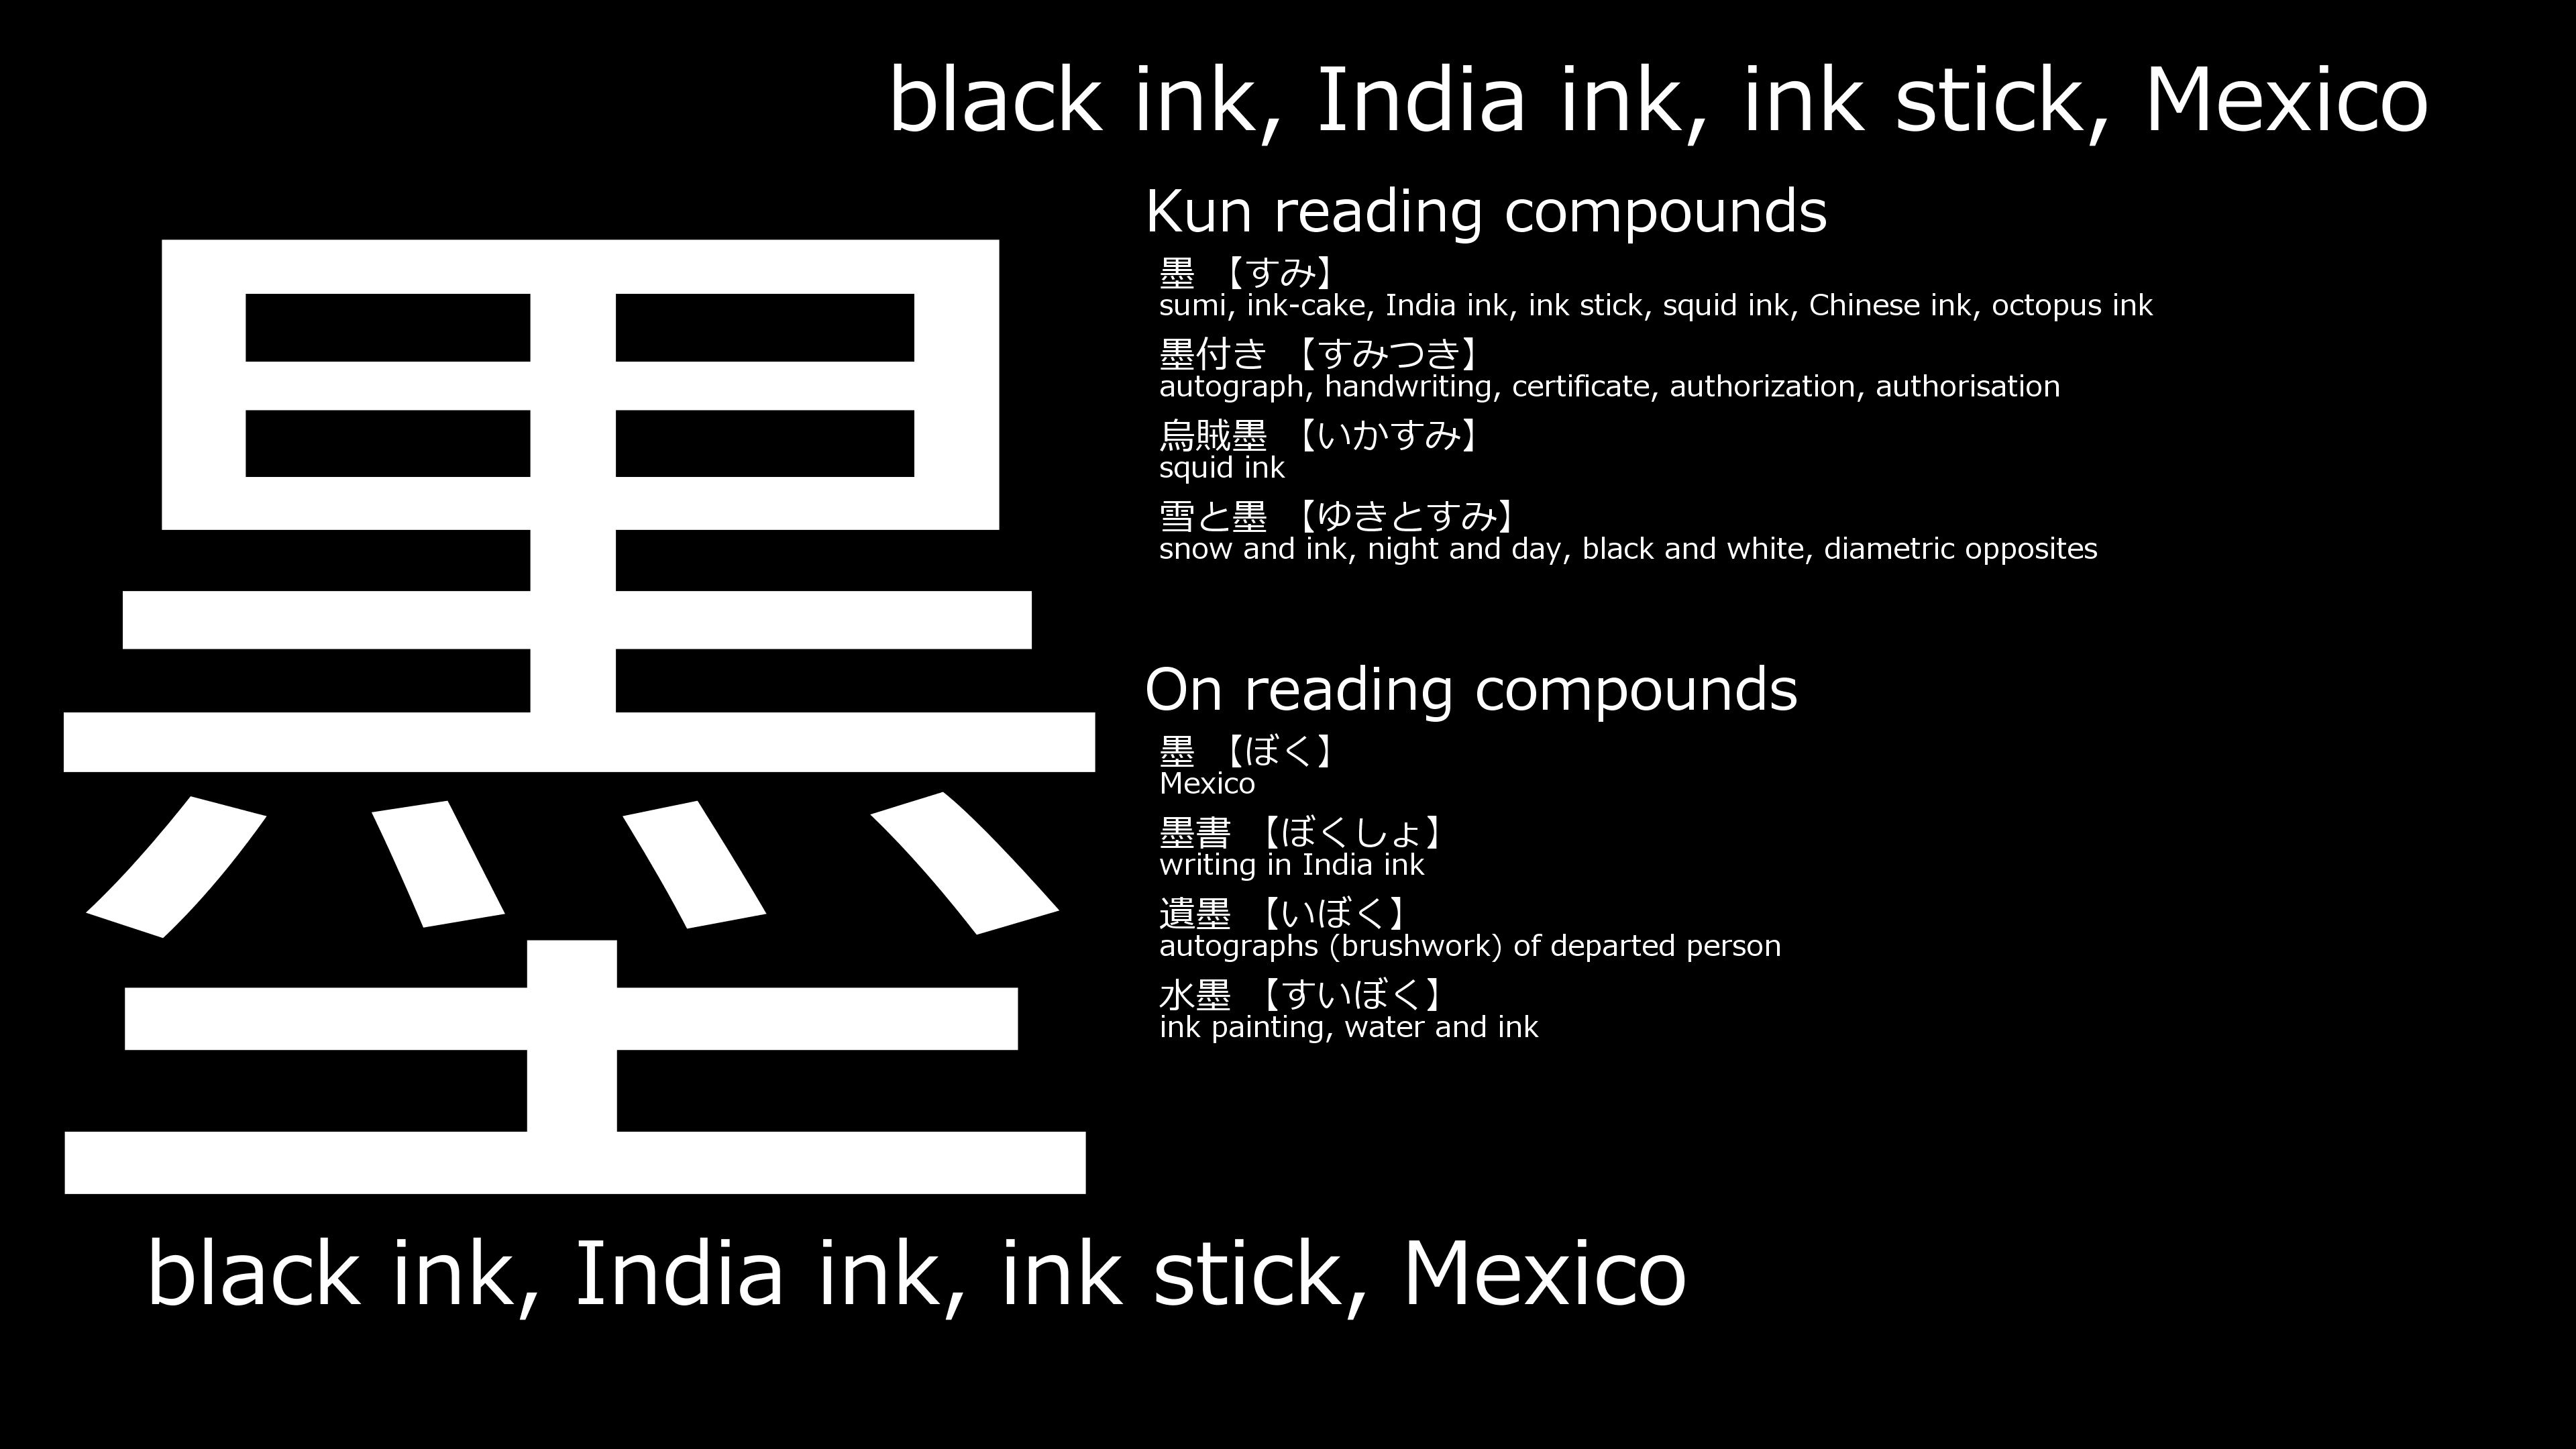 black ink, India ink, ink stick, Mexico
墨
Kun reading compounds
墨 【すみ】
sumi, ink-cake, India ink, ink stick, squid ink, Chinese ink, octopus ink
墨付き 【すみつき】
autograph, handwriting, certificate, authorization, authorisation
烏賊墨 【いかすみ】
squid ink
雪と墨 【ゆきとすみ】
snow and ink, night and day, black and white, diametric opposites
On reading compounds
墨 【ぼく】
Mexico
墨書 【ぼくしょ】
writing in India ink
遺墨 【いぼく】
autographs (brushwork) of departed person
水墨 【すいぼく】
ink painting, water and ink
black ink, India ink, ink stick, Mexico